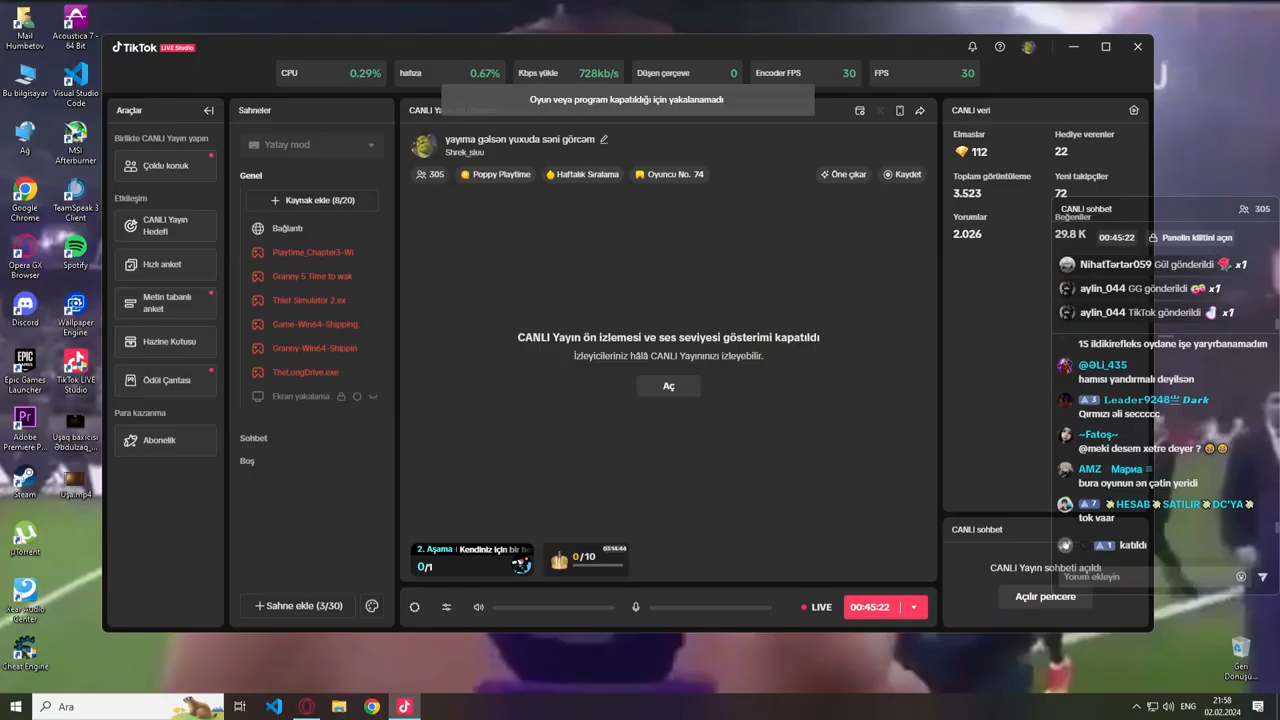 Mail Humbetov
Acustica 7 - 64 Bit
Bu bilgisayar
Visual Studio Code
Ağ
MSI Afterburner
Google Chrome
TeamSpeak 3 Client
Opera GX Browser
Spotify
Discord
Wallpaper Engine
Epic Games Launcher
TikTok LIVE Studio
Adobe Premiere P...
Uşaq baxıcısı Əbdülzaq_...
Steam
Uşa.mp4
µTorrent
Xear Audio Center
Cheat Engine
TikTok LIVE Studio
CPU 0.29%
hafıza 0.67%
Kbps yükle 728kb/s
Düşen çerçeve 0
Encoder FPS 30
FPS 30
Oyun veya program kapatıldığı için yakalanamadı
Araçlar
Birlikte CANLI Yayın yapın
Çoklu konuk
Etkileşim
CANLI Yayın Hedefi
Hızlı anket
Metin tabanlı anket
Hazine Kutusu
Ödül Çantası
Para kazanma
Abonelik
Sahneler
Yatay mod
Genel
+ Kaynak ekle (8/20)
Bağlantı
Playtime_Chapter3-Wi
Granny 5 Time to wak
Thief Simulator 2.ex
Game-Win64-Shipping.
Granny-Win64-Shippin
TheLongDrive.exe
Ekran yakalama
Sohbet
Boş
+ Sahne ekle (3/30)
yayıma gəlsən yuxuda səni görcəm
Shrek_siuu
305
Poppy Playtime
Haftalık Sıralama
Oyuncu No. 74
Öne çıkar
Kaydet
CANLI Yayın ön izlemesi ve ses seviyesi gösterimi kapatıldı
İzleyicileriniz hâlâ CANLI Yayınınızı izleyebilir.
Aç
2. Aşama | Kendiniz için bir he
0/1
0/10
03:14:44
LIVE
00:45:22
CANLI veri
Elmaslar
112
Hediye verenler
22
Toplam görüntüleme
3.523
Yeni takipçiler
72
Yorumlar
2.026
Beğeniler
29.8 K
CANLI sohbet
305
00:45:22
Panelin kilitini açın
NihatTərtər059 Gül gönderildi x1
aylin_044 GG gönderildi x1
aylin_044 TikTok gönderildi x1
15 ildikirefleks oydane işe yaryrbanamadım
@ƏLi_435
hamısı yandırmalı deyilsən
3 Leader9248 Dark
Qırmızı əli seccccc
~Fatoş~
@meki desem xetre deyer ?
AMZ Мариа =
bura oyunun ən çətin yeridi
7 HESAB SATILIR DC'YA
tok vaar
1 katıldı
CANLI sohbet
CANLI Yayın sohbeti açıldı
Yorum ekleyin
Açılır pencere
Geri Dönüşü...
Ara
ENG
21:58
02.02.2024